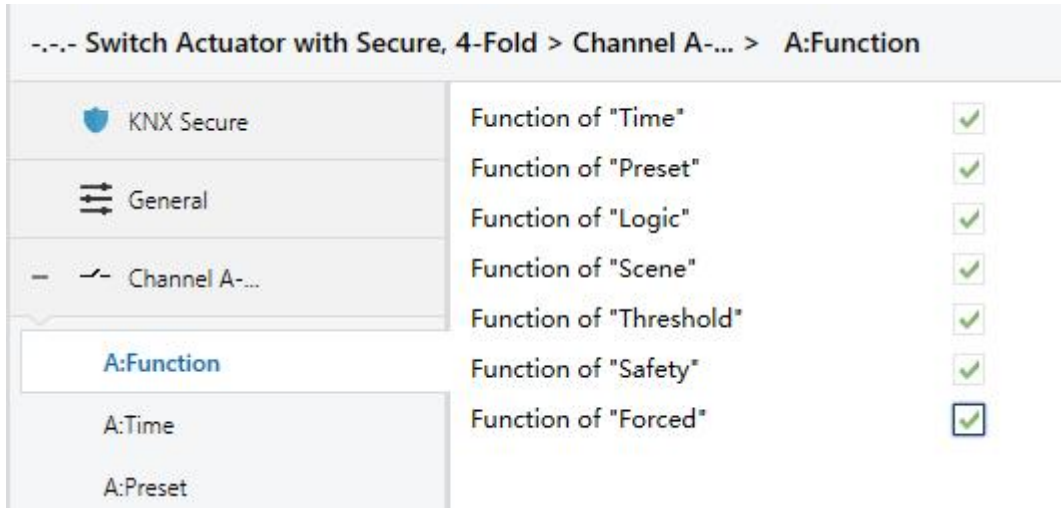 -.-.- Switch Actuator with Secure, 4-Fold > Channel A-... > A:Function
KNX Secure
General
Channel A-...
A:Function
A:Time
A:Preset
Function of "Time"
Function of "Preset"
Function of "Logic"
Function of "Scene"
Function of "Threshold"
Function of "Safety"
Function of "Forced"